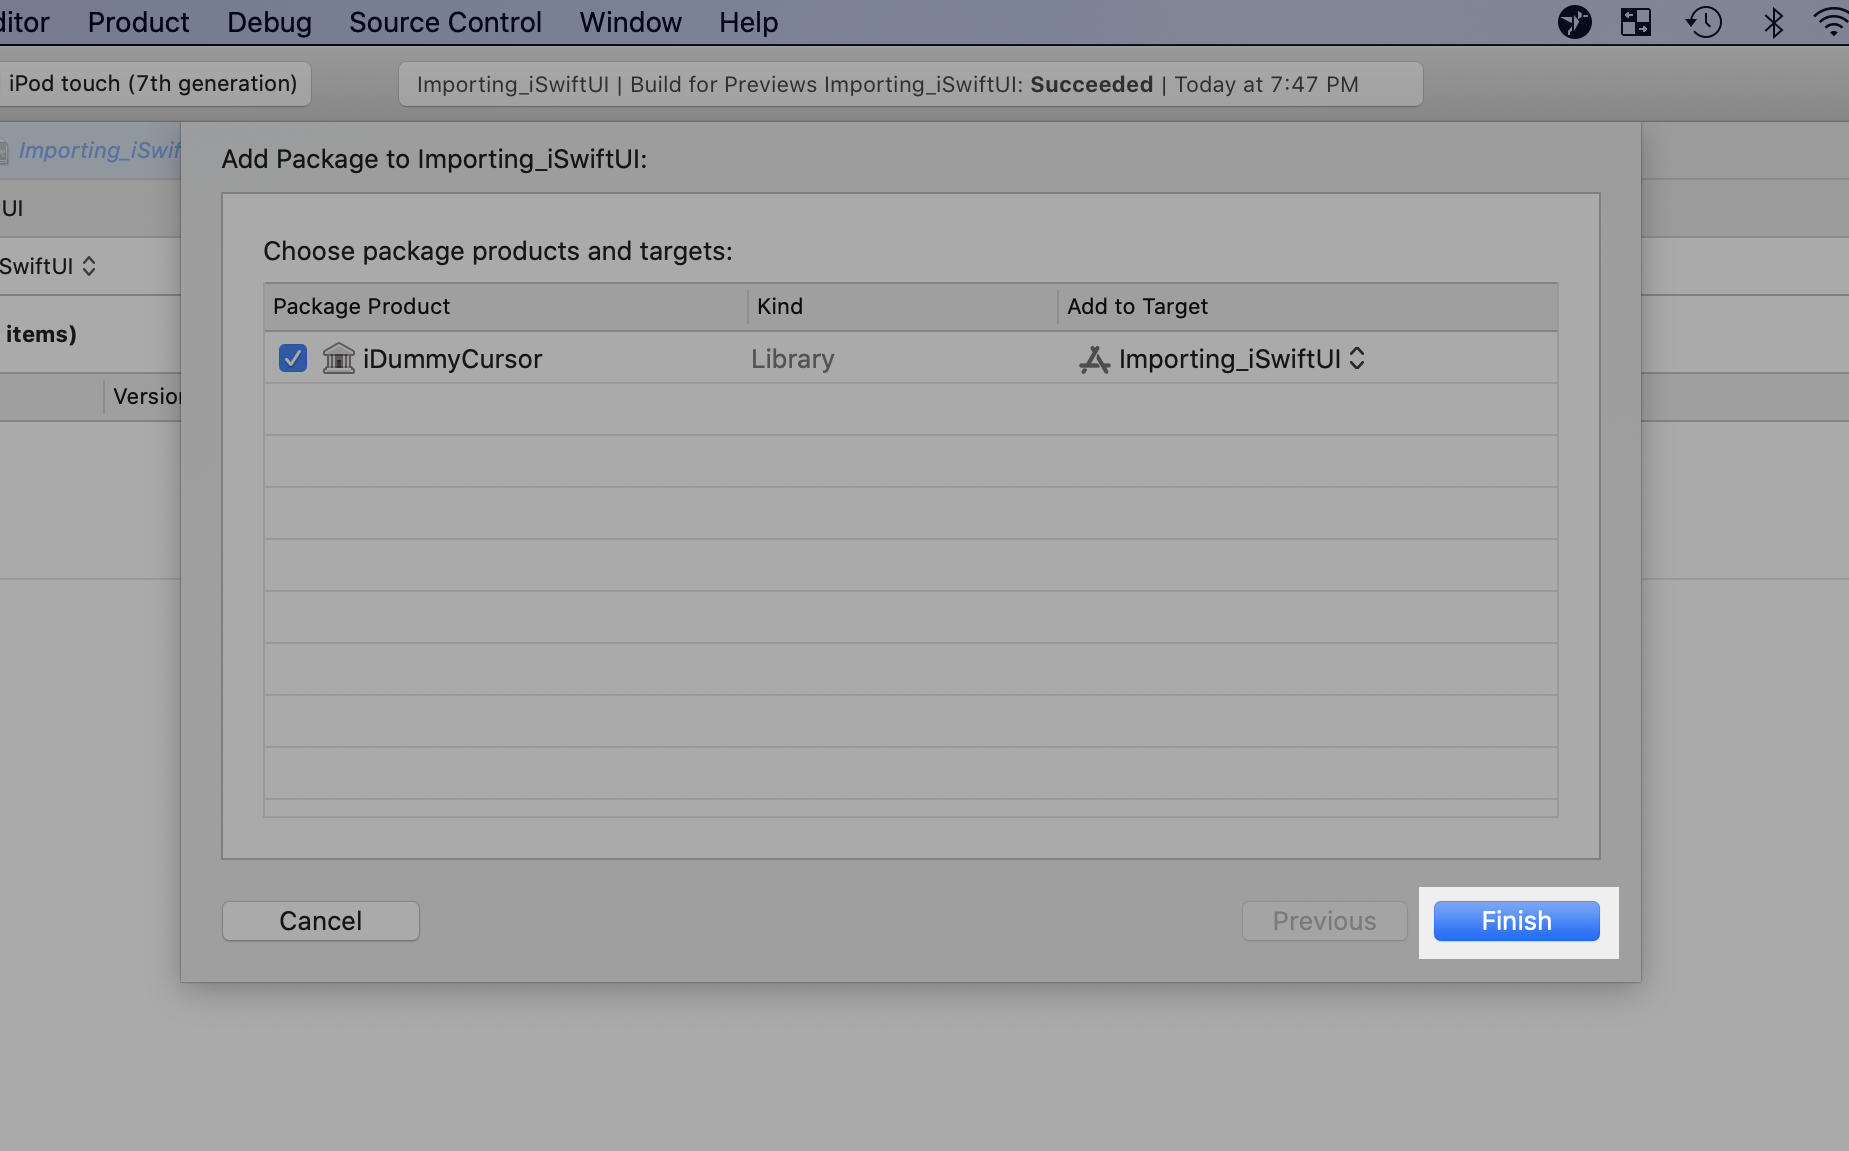 ditor Product Debug Source Control Window Help
iPod touch (7th generation)
Importing_iSwiftUI | Build for Previews Importing_iSwiftUI: Succeeded | Today at 7:47 PM
Importing_iSwif
UI
SwiftUI
items)
Version
Add Package to Importing_iSwiftUI:
Choose package products and targets:
Package Product Kind Add to Target
iDummyCursor Library Importing_iSwiftUI
Cancel Previous Finish